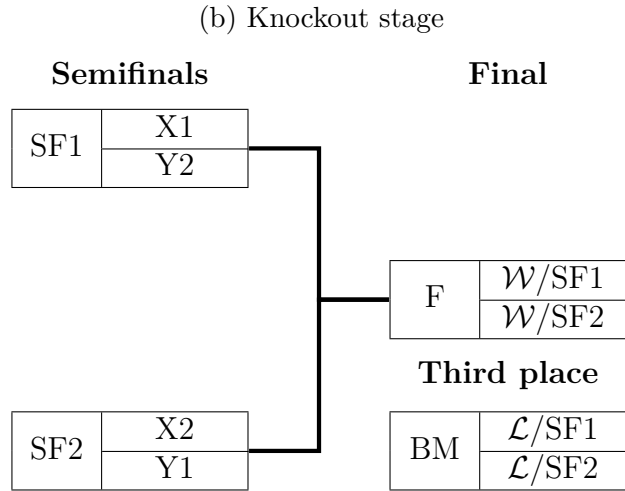 (b) Knockout stage
Semifinals
Final
SF1
X1
Y2
F
𝒲/SF1
𝒲/SF2
Third place
SF2
X2
Y1
BM
ℒ/SF1
ℒ/SF2